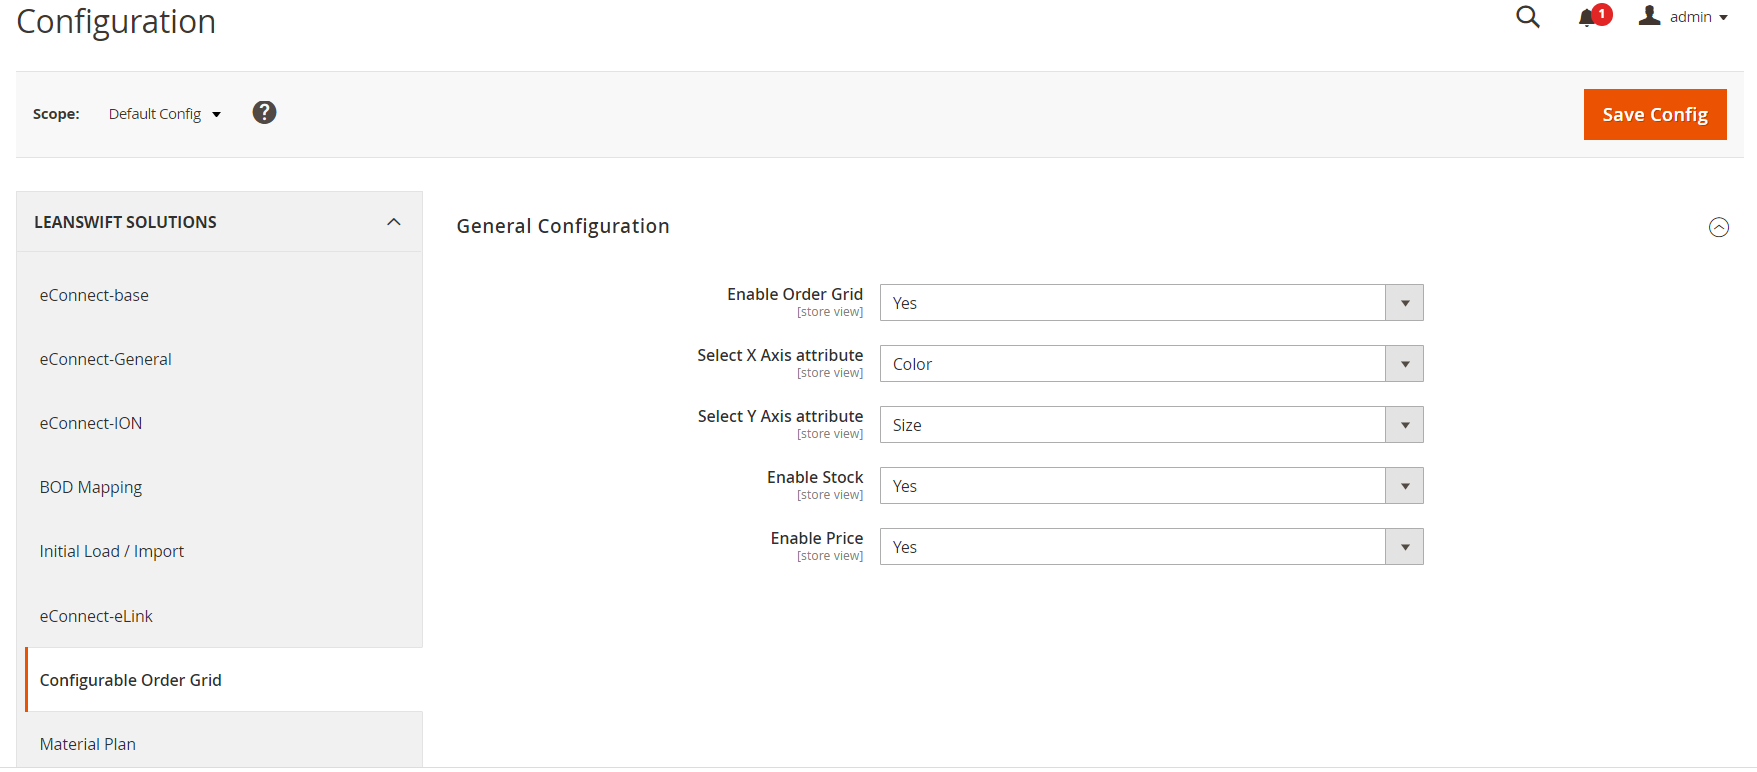 Configuration
1
admin
Scope:
Default Config
?
Save Config
LEANSWIFT SOLUTIONS
eConnect-base
eConnect-General
eConnect-ION
BOD Mapping
Initial Load / Import
eConnect-eLink
Configurable Order Grid
Material Plan
General Configuration
Enable Order Grid
[store view]
Yes
Select X Axis attribute
[store view]
Color
Select Y Axis attribute
[store view]
Size
Enable Stock
[store view]
Yes
Enable Price
[store view]
Yes